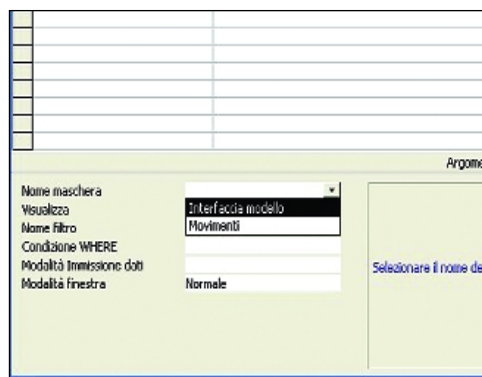 Argome
Nome maschera
Visualizza Interfaccia modello
Nome filtro Movimenti
Condizione WHERE
Modalità Immissione dati
Selezionare il nome de
Modalità finestra Normale